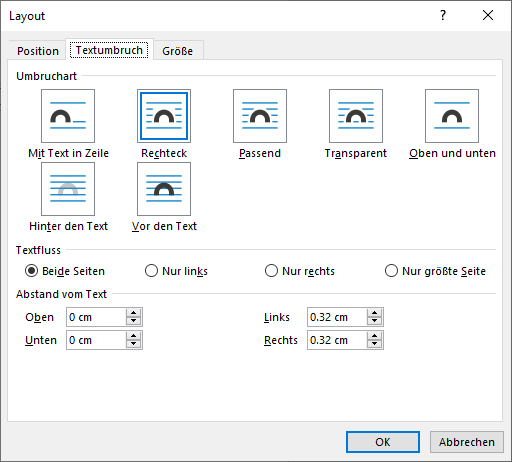 Layout
Position Textumbruch Größe
Umbruchart
Mit Text in Zeile Rechteck Passend Transparent Oben und unten
Hinter den Text Vor den Text
Textfluss
Beide Seiten Nur links Nur rechts Nur größte Seite
Abstand vom Text
Oben 0 cm Links 0.32 cm
Unten 0 cm Rechts 0.32 cm
OK Abbrechen